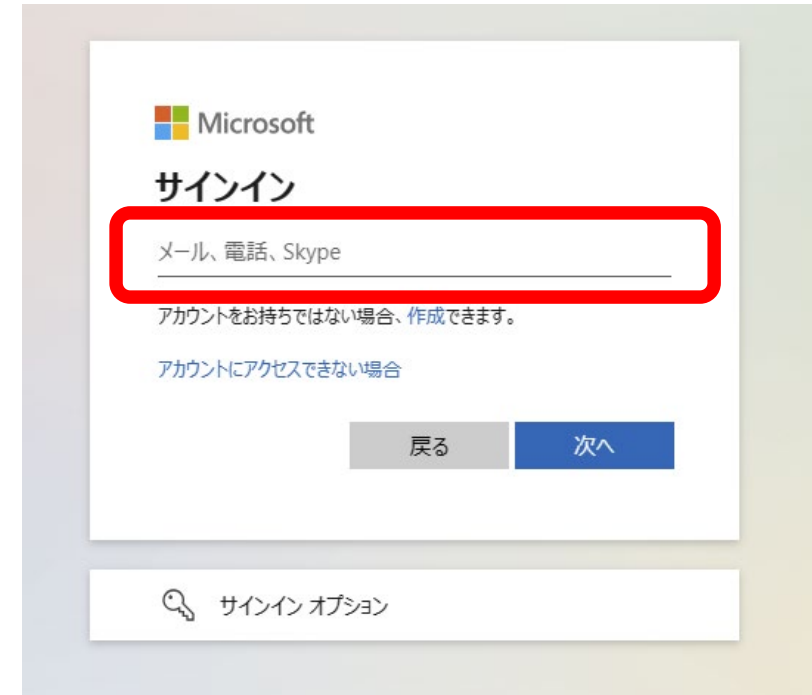 Microsoft
サインイン
メール、電話、Skype
アカウントをお持ちではない場合、作成できます。
アカウントにアクセスできない場合
戻る
次へ
サインイン オプション